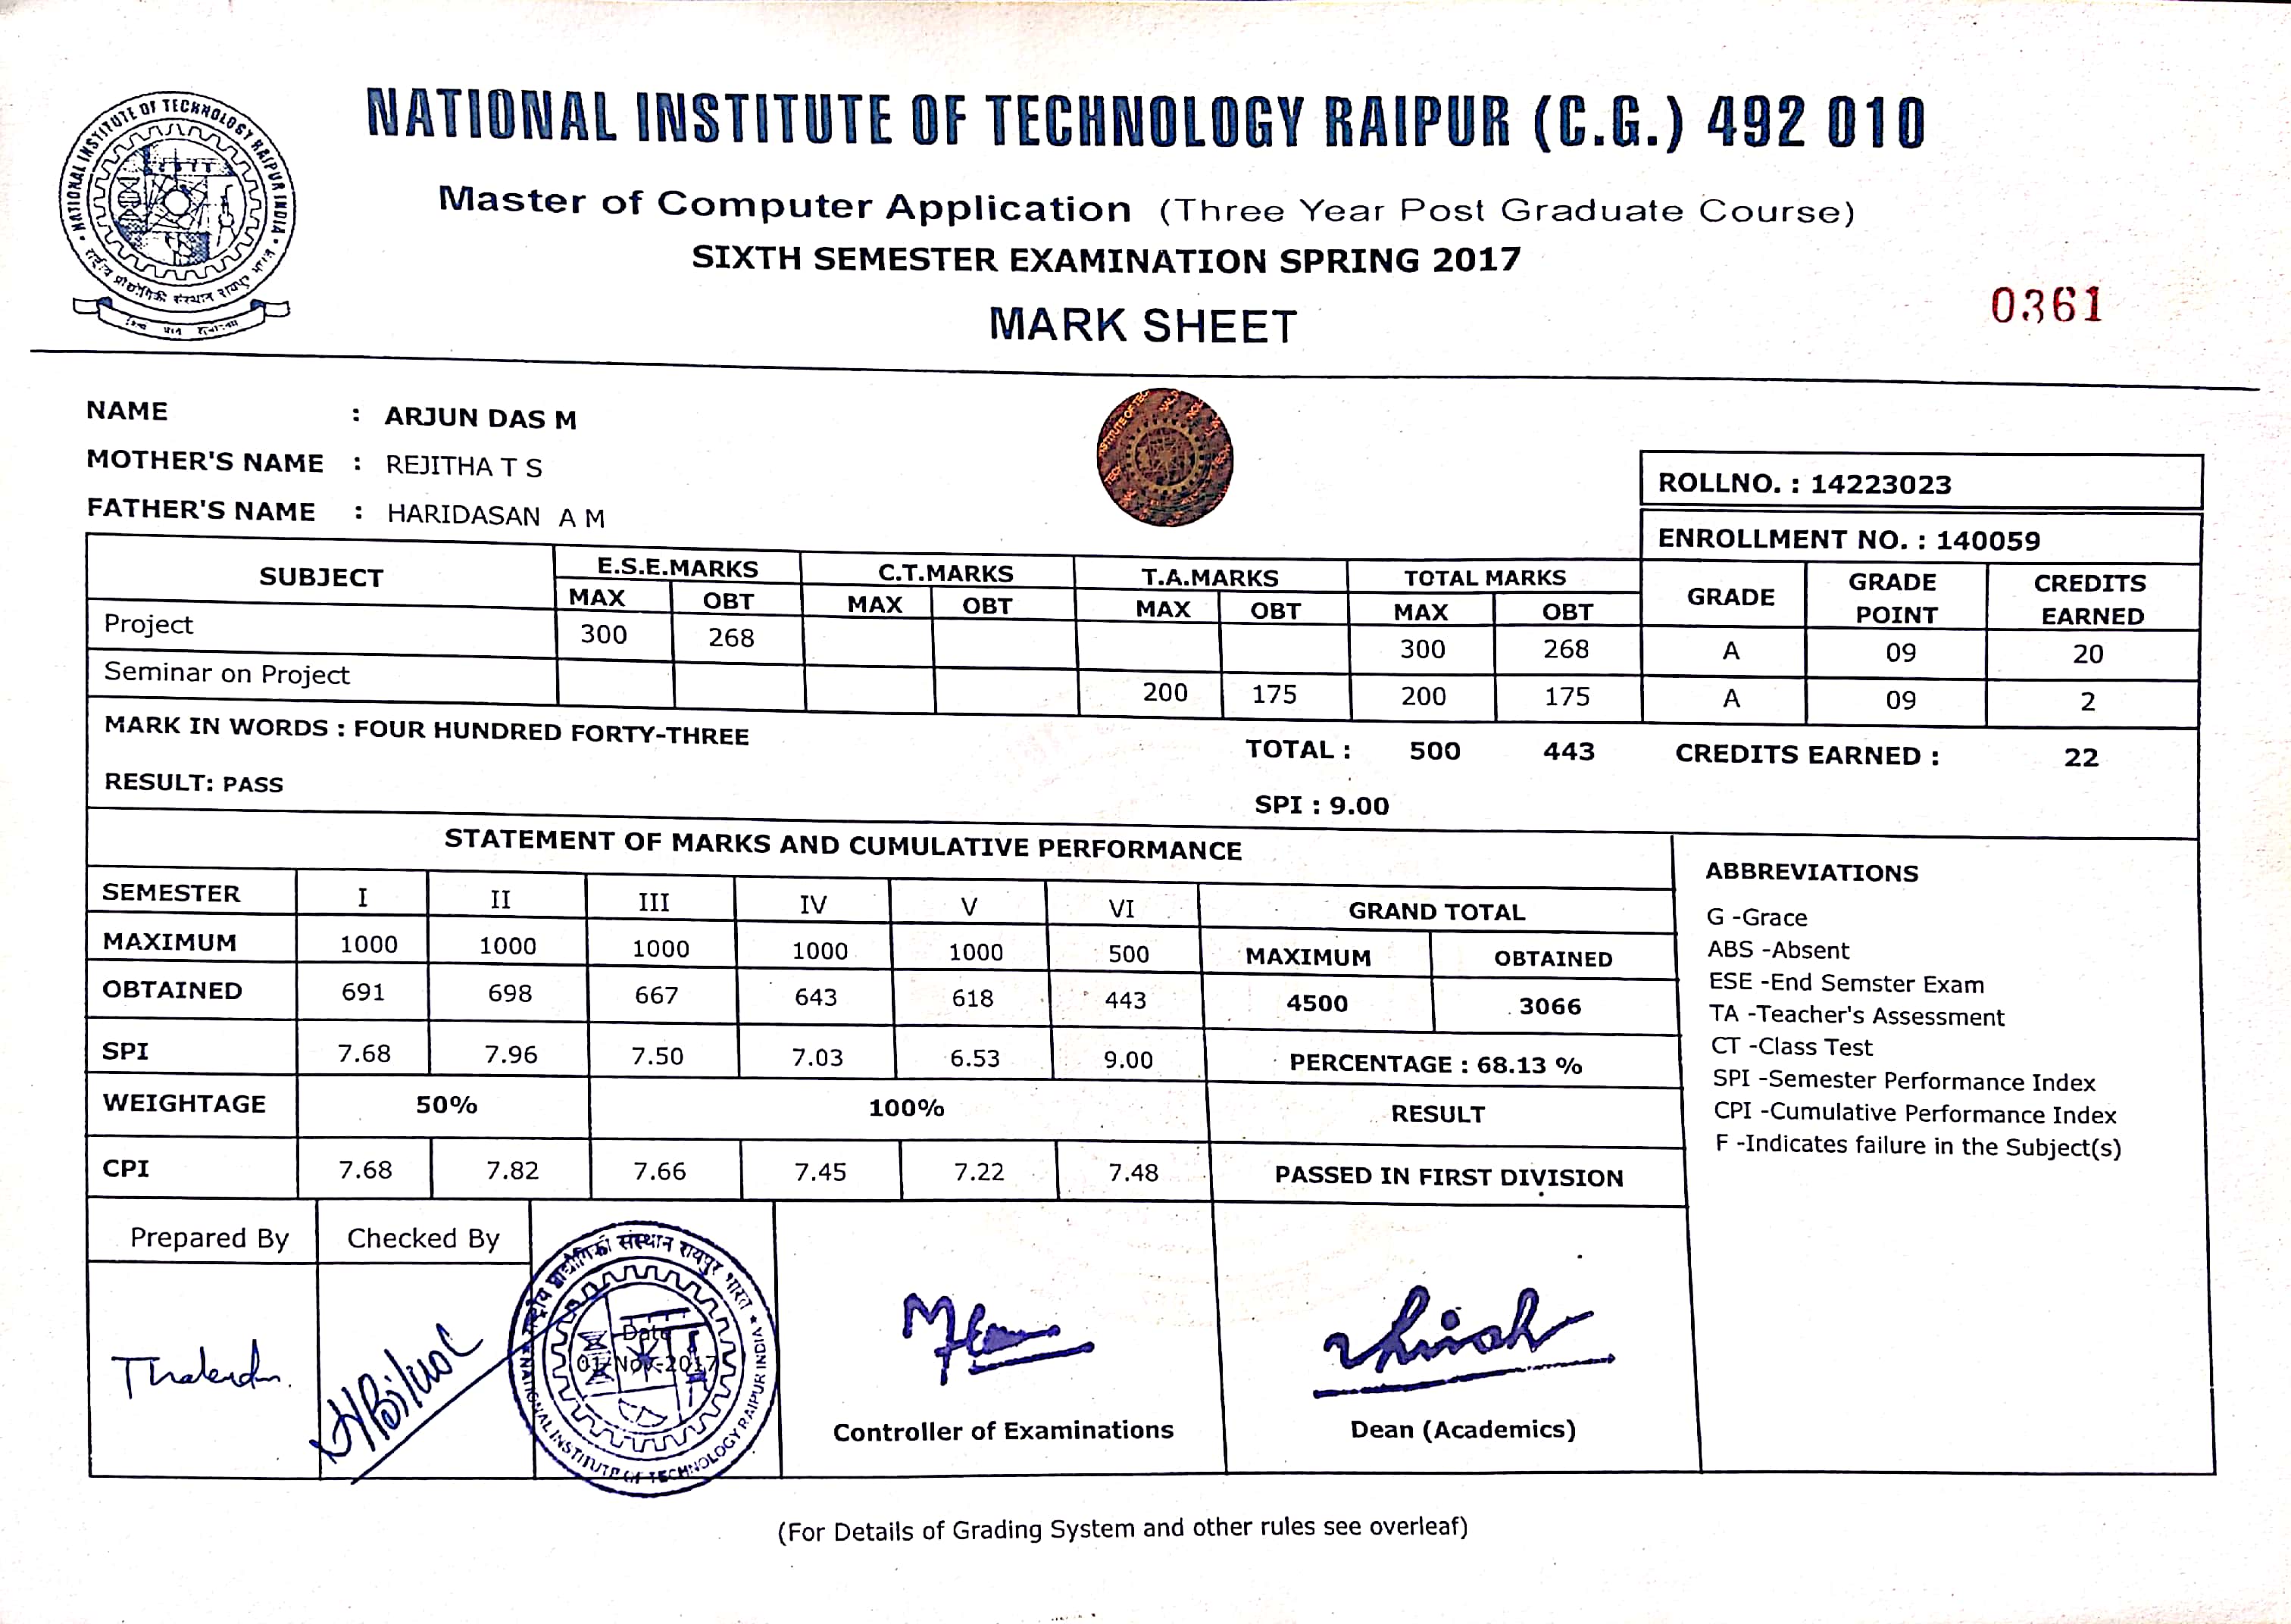 NATIONAL INSTITUTE OF TECHNOLOGY RAIPUR INDIA
राष्ट्रीय प्रौद्योगिकी संस्थान रायपुर भारत
NATIONAL INSTITUTE OF TECHNOLOGY RAIPUR (C.G.) 492 010
Master of Computer Application (Three Year Post Graduate Course)
SIXTH SEMESTER EXAMINATION SPRING 2017
MARK SHEET
0361
NAME : ARJUN DAS M
MOTHER'S NAME : REJITHA T S
FATHER'S NAME : HARIDASAN A M
ROLLNO. : 14223023
ENROLLMENT NO. : 140059
SUBJECT E.S.E.MARKS C.T.MARKS T.A.MARKS TOTAL MARKS GRADE GRADE POINT CREDITS EARNED
MAX OBT MAX OBT MAX OBT MAX OBT
Project 300 268 300 268 A 09 20
Seminar on Project 200 175 200 175 A 09 2
MARK IN WORDS : FOUR HUNDRED FORTY-THREE TOTAL : 500 443 CREDITS EARNED : 22
RESULT: PASS SPI : 9.00
STATEMENT OF MARKS AND CUMULATIVE PERFORMANCE
SEMESTER I II III IV V VI GRAND TOTAL
MAXIMUM 1000 1000 1000 1000 1000 500 MAXIMUM OBTAINED
OBTAINED 691 698 667 643 618 443 4500 3066
SPI 7.68 7.96 7.50 7.03 6.53 9.00 PERCENTAGE : 68.13 %
WEIGHTAGE 50% 100% RESULT
CPI 7.68 7.82 7.66 7.45 7.22 7.48 PASSED IN FIRST DIVISION
ABBREVIATIONS
G -Grace
ABS -Absent
ESE -End Semster Exam
TA -Teacher's Assessment
CT -Class Test
SPI -Semester Performance Index
CPI -Cumulative Performance Index
F -Indicates failure in the Subject(s)
Prepared By Checked By
राष्ट्रीय प्रौद्योगिकी संस्थान रायपुर भारत
NATIONAL INSTITUTE OF TECHNOLOGY RAIPUR INDIA
Date
01-Nov-2017
Controller of Examinations Dean (Academics)
(For Details of Grading System and other rules see overleaf)